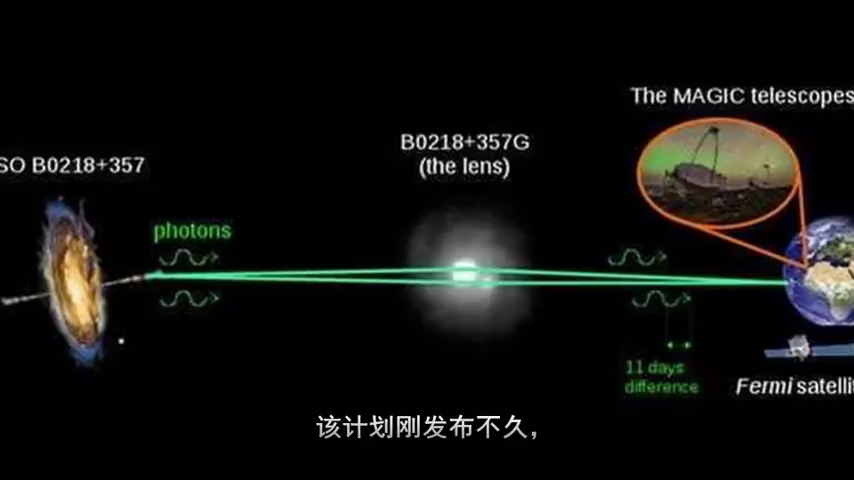 The MAGIC telescopes
B0218+357G
(the lens)
SO B0218+357
photons
11 days
difference
Fermi satellit
该计划刚发布不久，